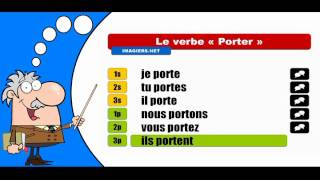 Le verbe « Porter »
IMAGIERS.NET
1s je porte
2s tu portes
3s il porte
1p nous portons
2p vous portez
3p ils portent